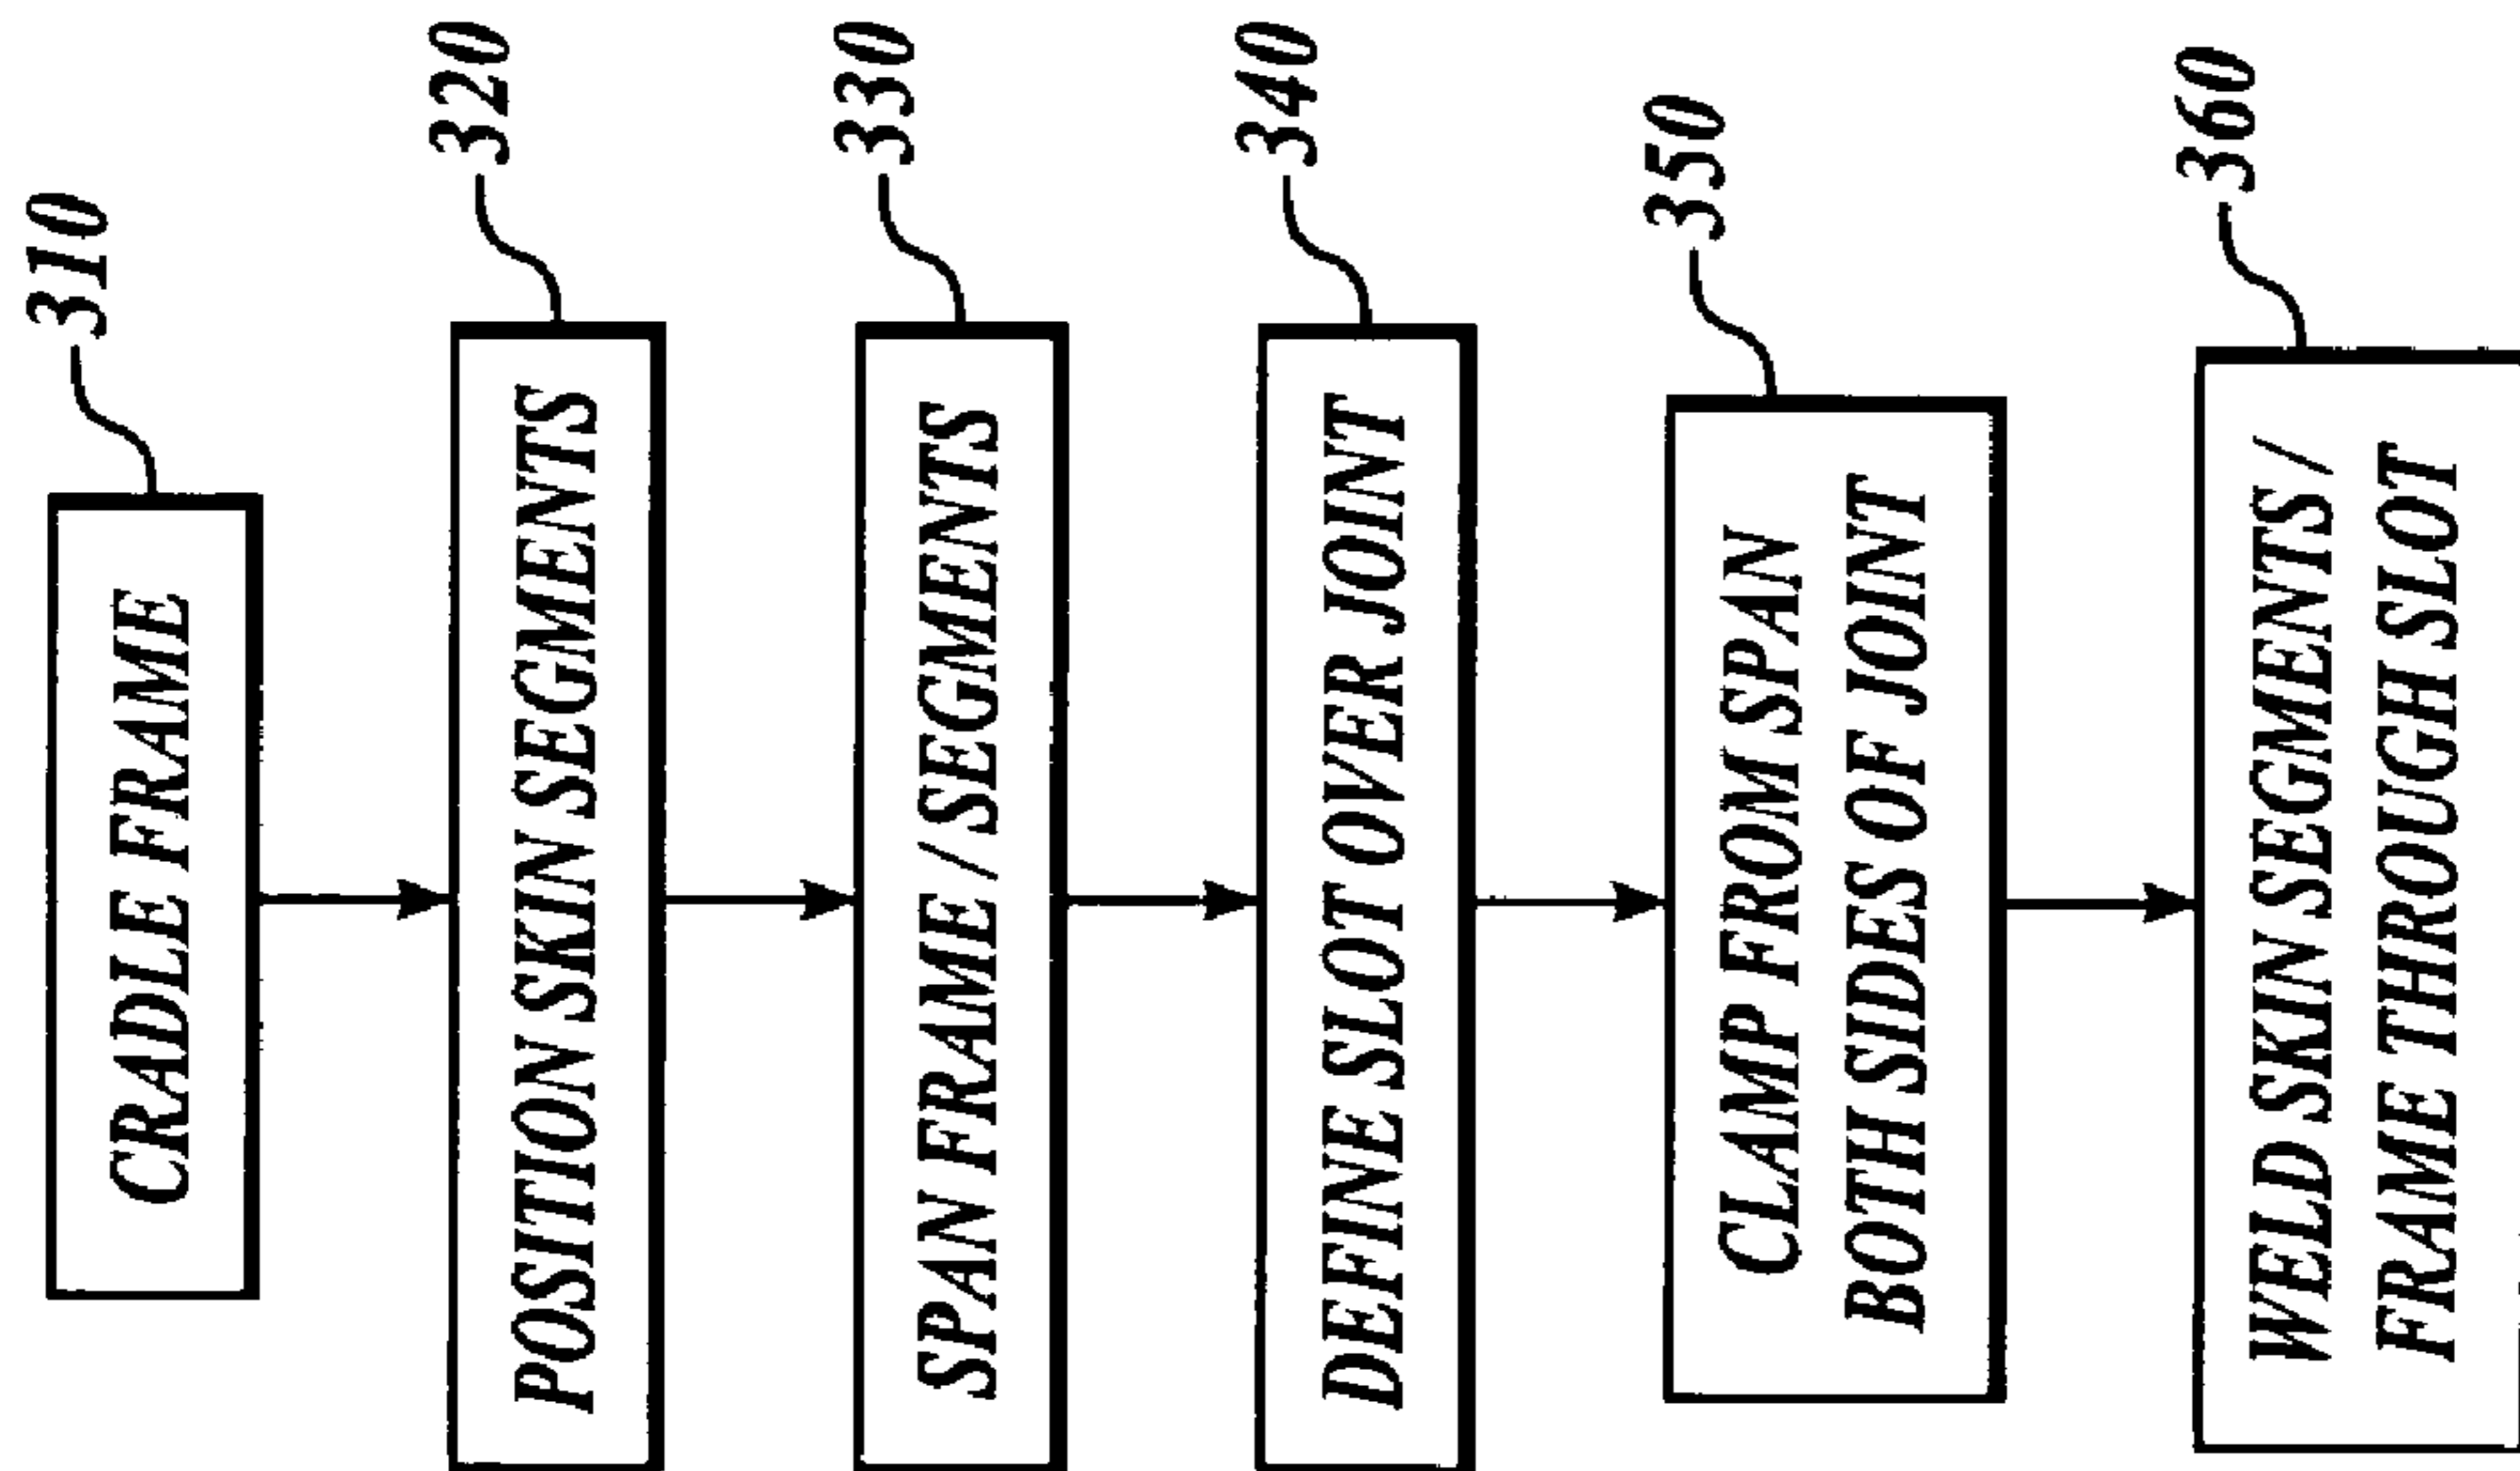 310
CRADLE FRAME
320
POSITION SKIN SEGMENTS
330
SPAN FRAME / SEGMENTS
340
DEFINE SLOT OVER JOINT
350
CLAMP FROM SPAN
BOTH SIDES OF JOINT
360
WELD SKIN SEGMENTS /
FRAME THROUGH SLOT